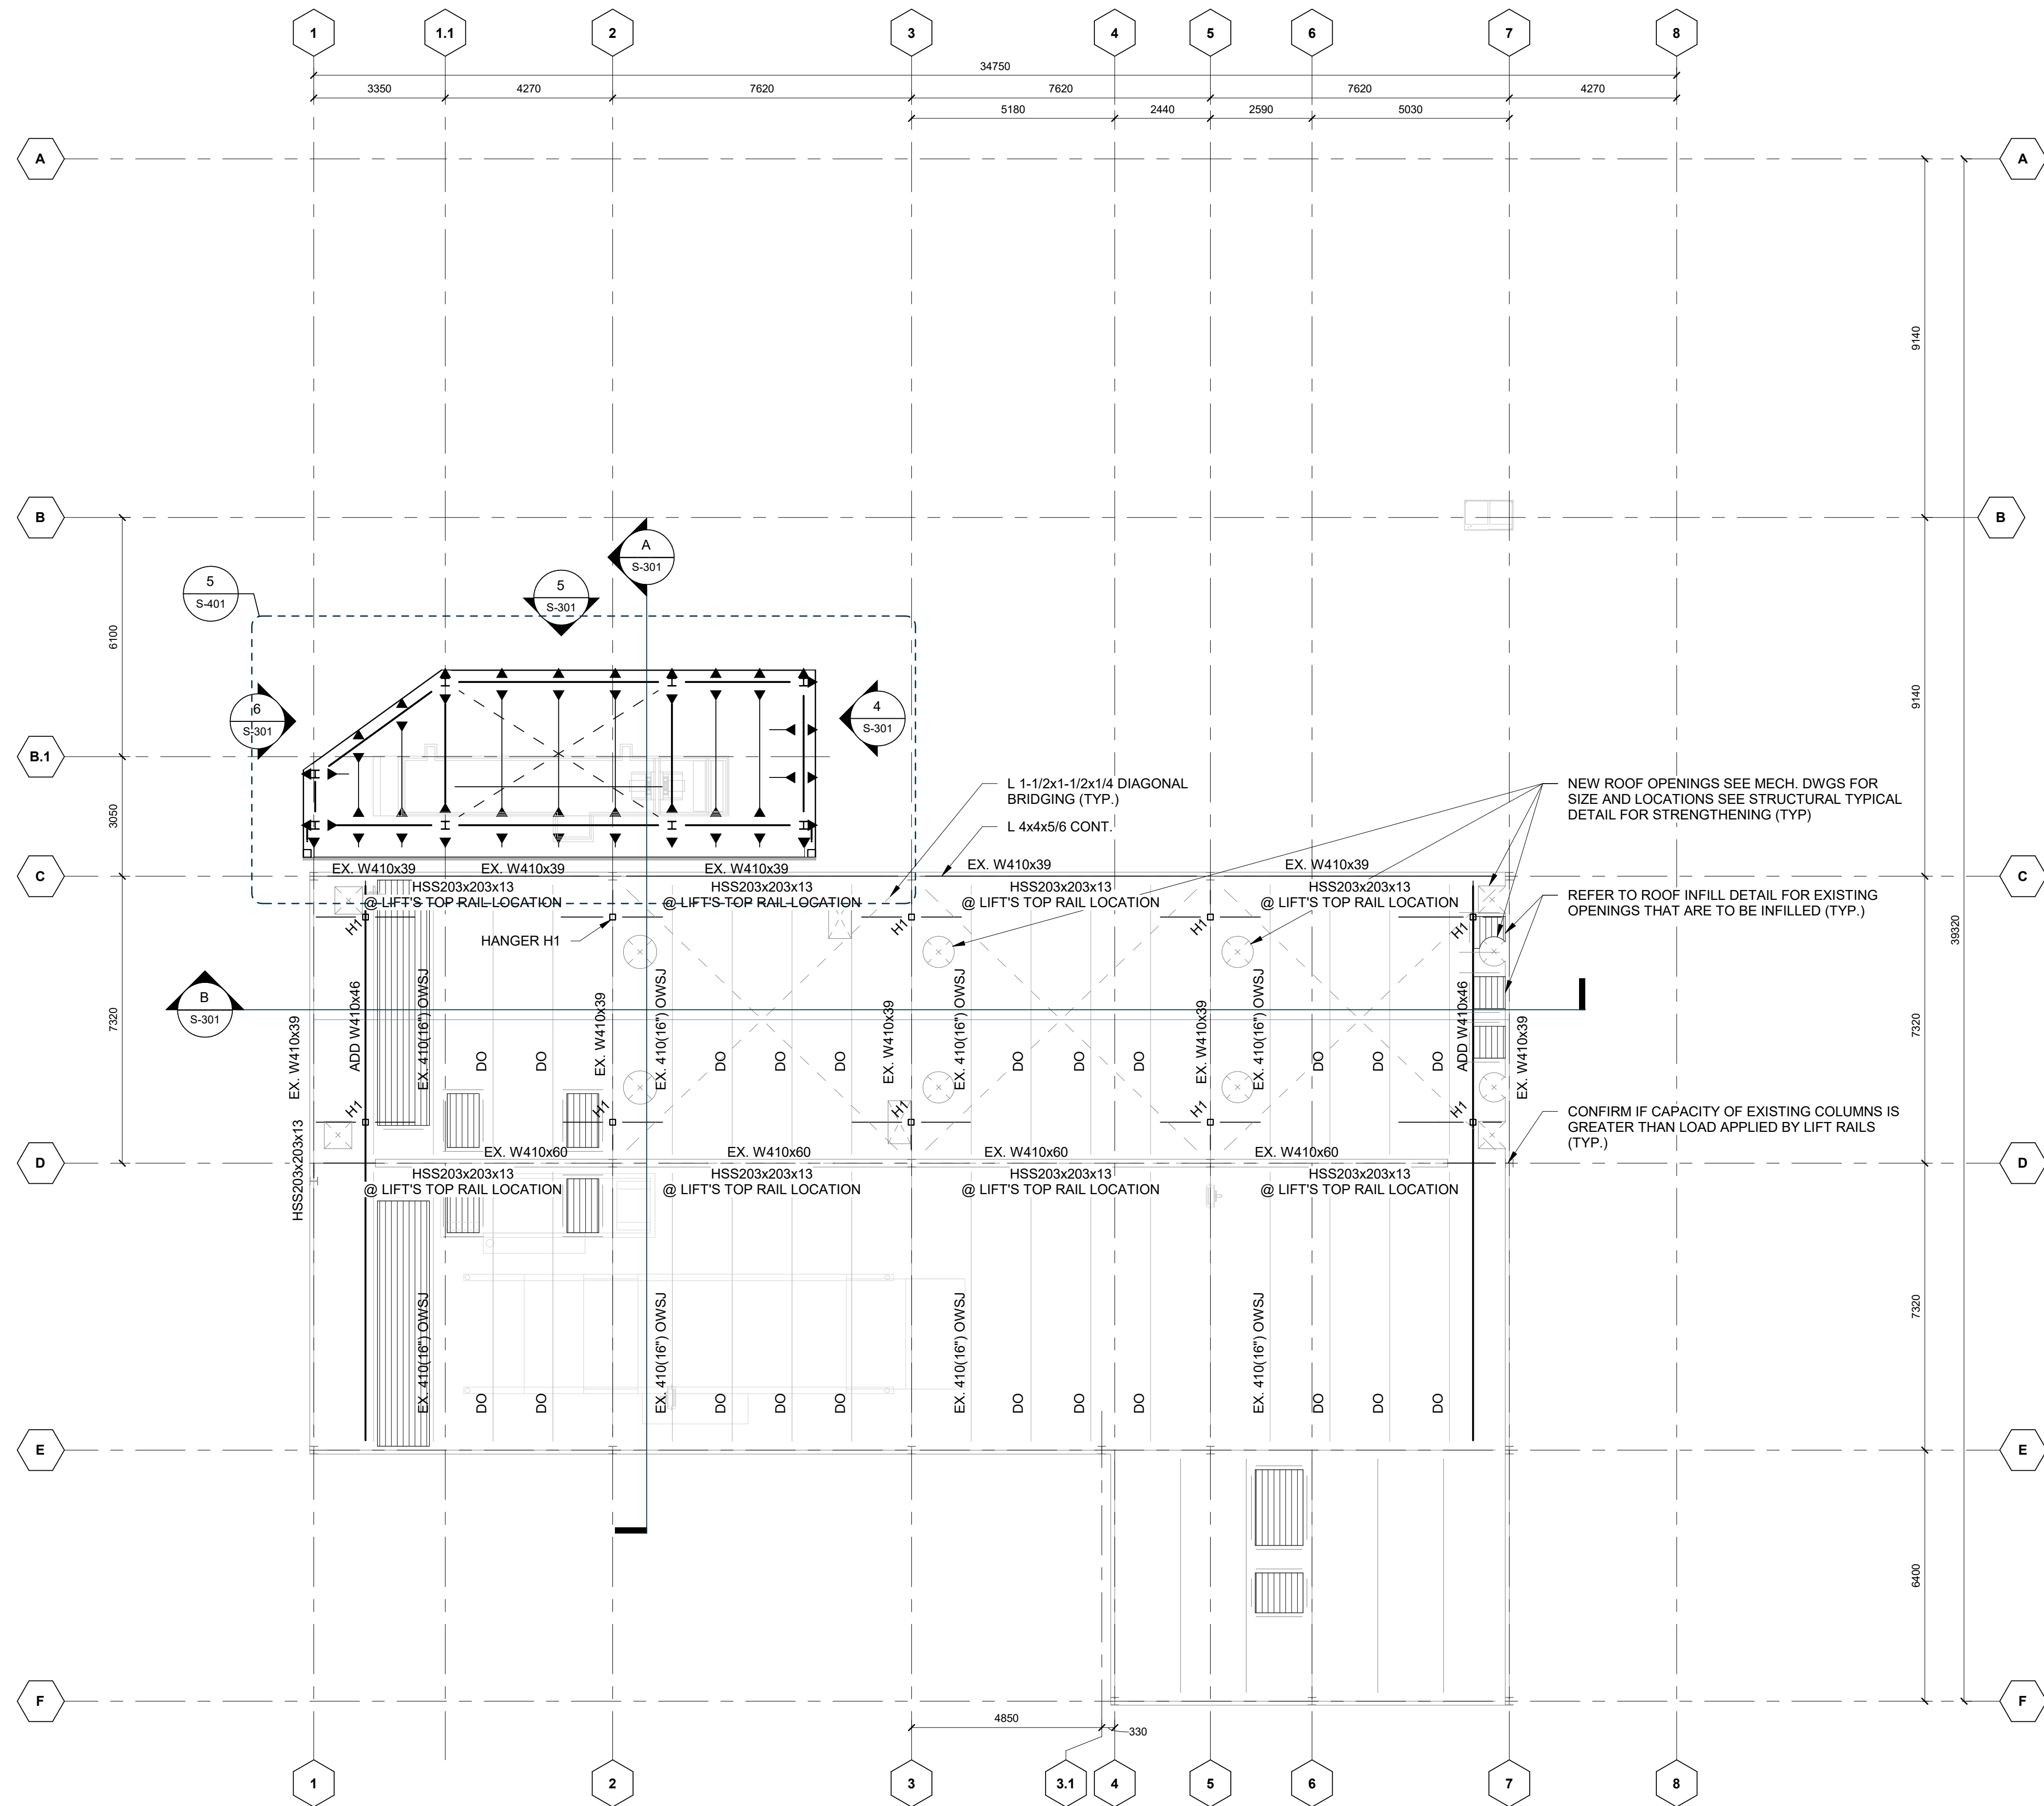 1
1.1
2
3
4
5
6
7
8
34750
3350
4270
7620
7620
7620
4270
5180
2440
2590
5030
A
A
9140
B
B
A
S-301
5
S-401
5
S-301
6100
9140
6
S-301
4
S-301
B.1
3050
L 1-1/2x1-1/2x1/4 DIAGONAL
BRIDGING (TYP.)
L 4x4x5/6 CONT.
NEW ROOF OPENINGS SEE MECH. DWGS FOR
SIZE AND LOCATIONS SEE STRUCTURAL TYPICAL
DETAIL FOR STRENGTHENING (TYP)
EX. W410x39
EX. W410x39
EX. W410x39
EX. W410x39
EX. W410x39
C
C
HSS203x203x13
@ LIFT'S TOP RAIL LOCATION
HSS203x203x13
@ LIFT'S TOP RAIL LOCATION
HSS203x203x13
@ LIFT'S TOP RAIL LOCATION
HSS203x203x13
@ LIFT'S TOP RAIL LOCATION
REFER TO ROOF INFILL DETAIL FOR EXISTING
OPENINGS THAT ARE TO BE INFILLED (TYP.)
39320
H1
HANGER H1
H1
H1
H1
B
S-301
7320
7320
EX. W410x39
ADD W410x46
EX. 410(16") OWSJ
DO
DO
EX. W410x39
EX. 410(16") OWSJ
DO
DO
DO
EX. W410x39
EX. 410(16") OWSJ
DO
DO
DO
EX. W410x39
EX. 410(16") OWSJ
DO
DO
DO
ADD W410x46
EX. W410x39
H1
H1
H1
H1
H1
CONFIRM IF CAPACITY OF EXISTING COLUMNS IS
GREATER THAN LOAD APPLIED BY LIFT RAILS
(TYP.)
EX. W410x60
EX. W410x60
EX. W410x60
EX. W410x60
D
D
HSS203x203x13
HSS203x203x13
@ LIFT'S TOP RAIL LOCATION
HSS203x203x13
@ LIFT'S TOP RAIL LOCATION
HSS203x203x13
@ LIFT'S TOP RAIL LOCATION
HSS203x203x13
@ LIFT'S TOP RAIL LOCATION
7320
EX. 410(16") OWSJ
DO
DO
EX. 410(16") OWSJ
DO
DO
DO
EX. 410(16") OWSJ
DO
DO
DO
EX. 410(16") OWSJ
DO
DO
DO
E
E
6400
F
F
4850
330
1
2
3
3.1
4
5
6
7
8